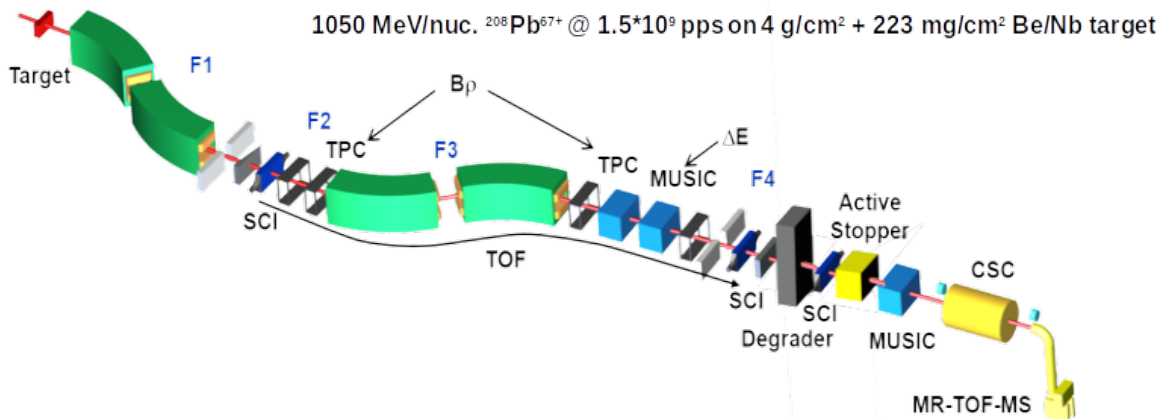 1050 MeV/nuc. ²⁰⁸Pb⁶⁷⁺ @ 1.5*10⁹ pps on 4 g/cm² + 223 mg/cm² Be/Nb target
Target
F1
Bρ
F2
TPC
F3
ΔE
TPC
MUSIC
F4
Active
Stopper
SCI
TOF
CSC
SCI
SCI
Degrader
MUSIC
MR-TOF-MS